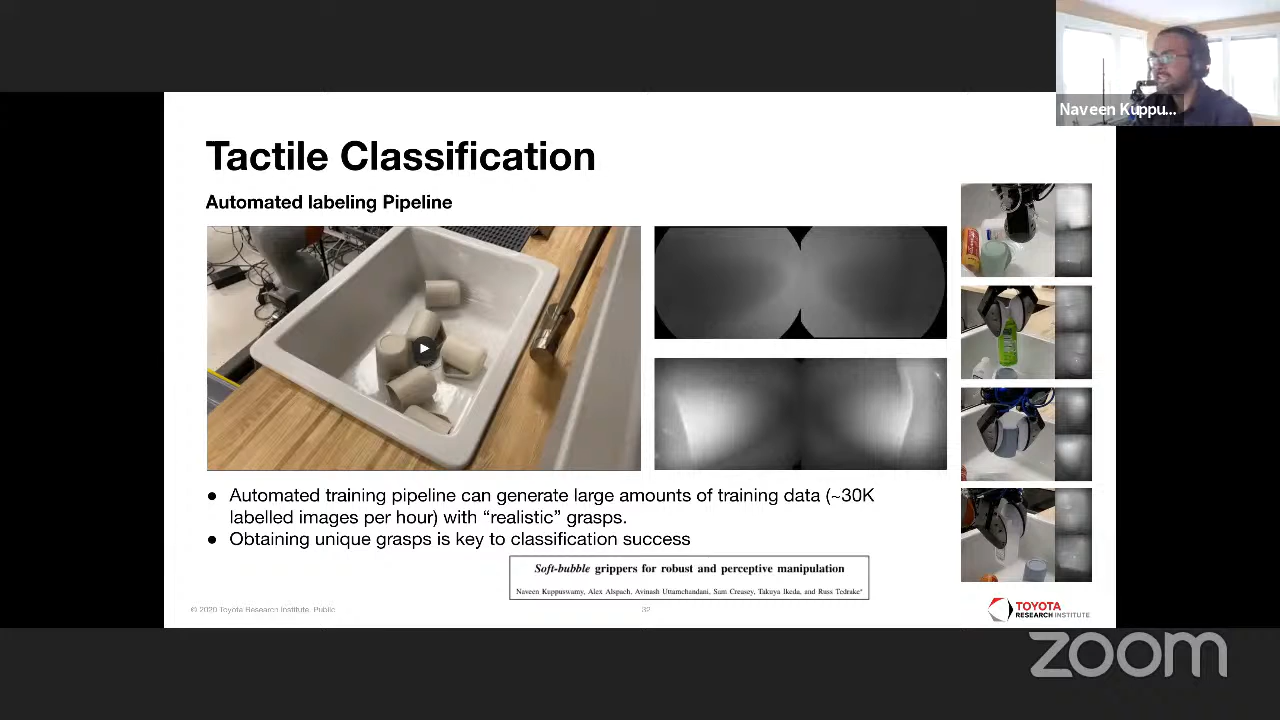 Naveen Kuppu...
Tactile Classification
Automated labeling Pipeline
● Automated training pipeline can generate large amounts of training data (~30K
labelled images per hour) with “realistic” grasps.
● Obtaining unique grasps is key to classification success
Soft-bubble grippers for robust and perceptive manipulation
Naveen Kuppuswamy, Alex Alspach, Avinash Uttamchandani, Sam Creasey, Takuya Ikeda, and Russ Tedrake*
© 2020 Toyota Research Institute. Public
32
TOYOTA
RESEARCH INSTITUTE
zoom